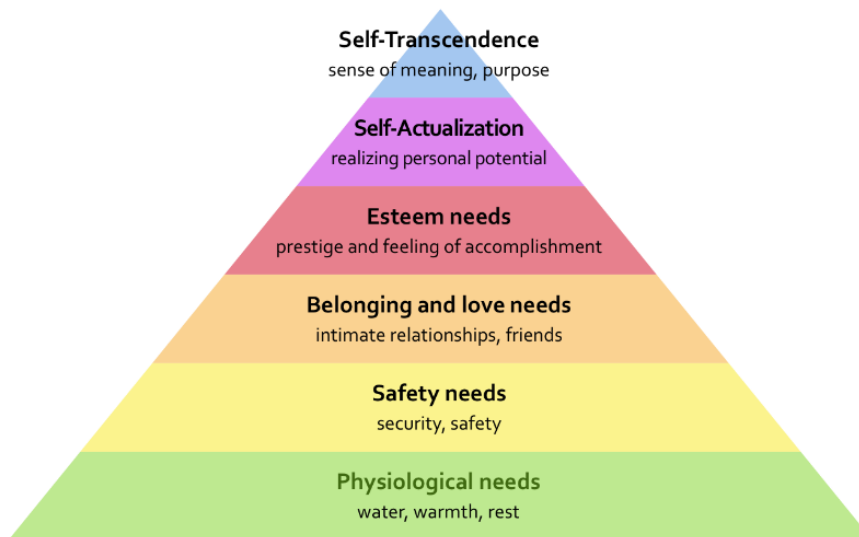 Self-Transcendence
sense of meaning, purpose
Self-Actualization
realizing personal potential
Esteem needs
prestige and feeling of accomplishment
Belonging and love needs
intimate relationships, friends
Safety needs
security, safety
Physiological needs
water, warmth, rest